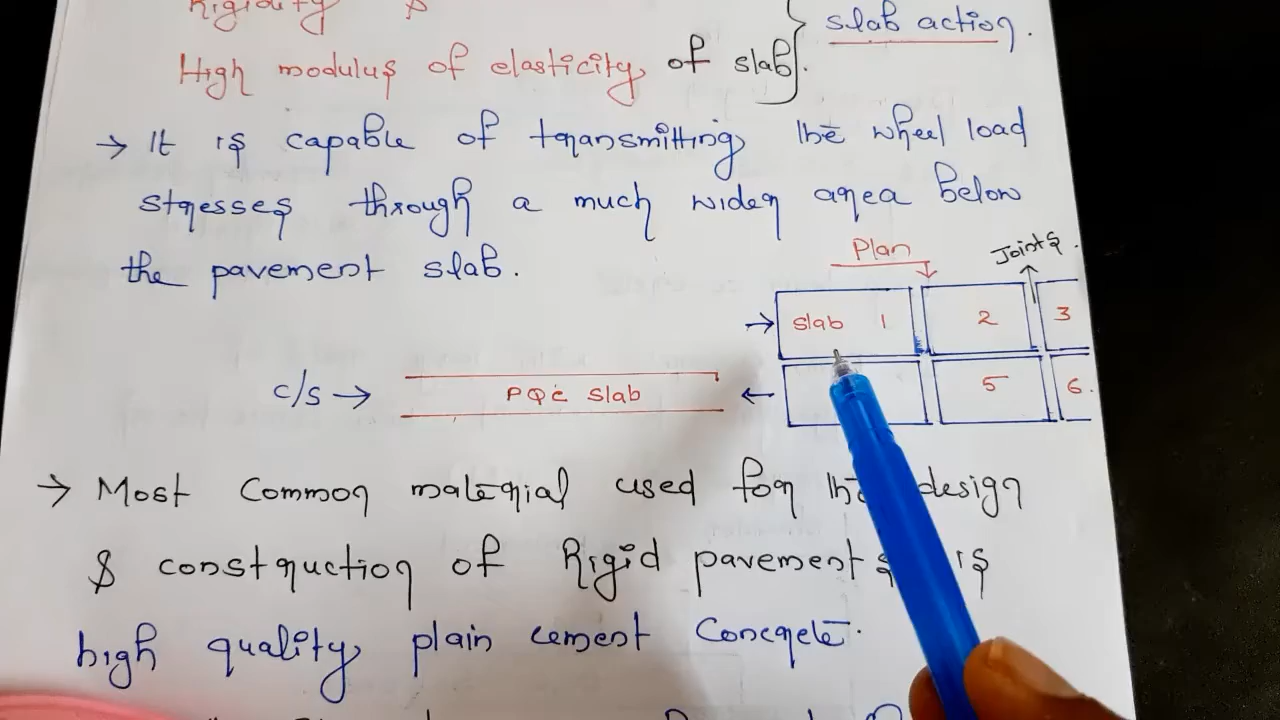 Rigidity &
High modulus of elasticity of slab.
slab action.
→ It is capable of transmitting the wheel load
stresses through a much wider area below
the pavement slab.
Plan
Joints.
→ slab 1 2 3
c/s → PQC slab
← 5 6.
→ Most common material used for the design
& construction of Rigid pavements is
high quality plain cement concrete.